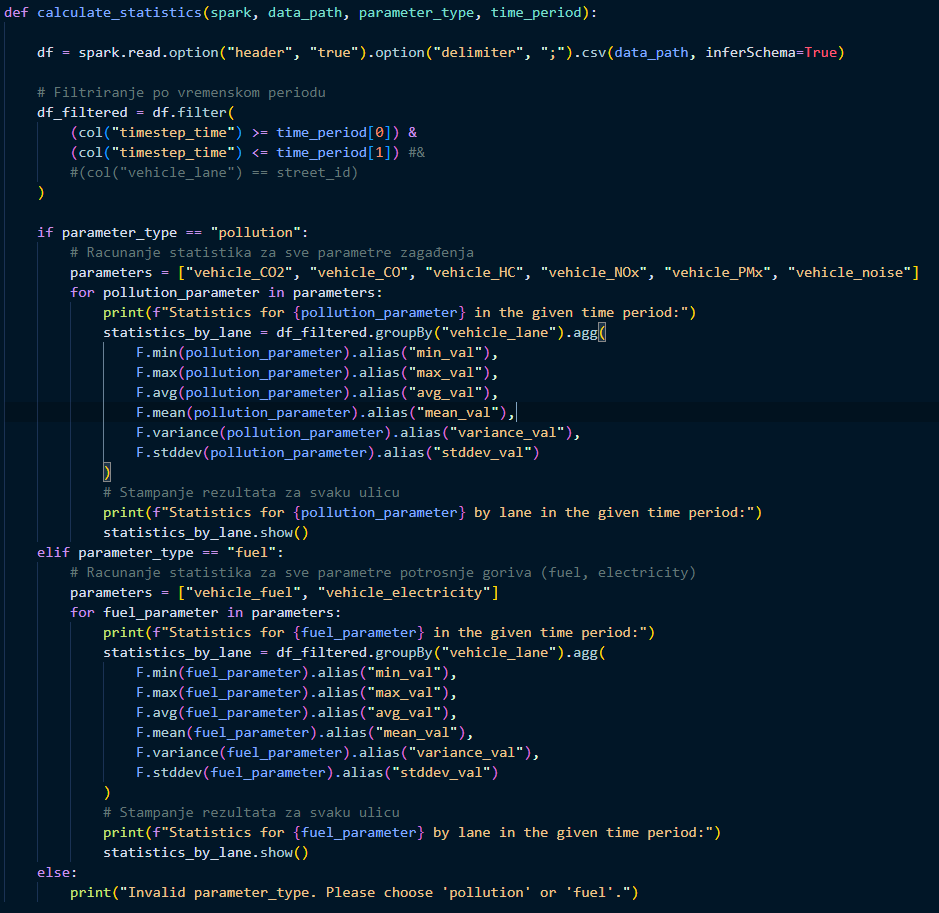 def calculate_statistics(spark, data_path, parameter_type, time_period):
    df = spark.read.option("header", "true").option("delimiter", ";").csv(data_path, inferSchema=True)
    # Filtriranje po vremenskom periodu
    df_filtered = df.filter(
        (col("timestep_time") >= time_period[0]) &
        (col("timestep_time") <= time_period[1]) #&
        #(col("vehicle_lane") == street_id)
    )
    if parameter_type == "pollution":
        # Racunanje statistika za sve parametre zagađenja
        parameters = ["vehicle_CO2", "vehicle_CO", "vehicle_HC", "vehicle_NOx", "vehicle_PMx", "vehicle_noise"]
        for pollution_parameter in parameters:
            print(f"Statistics for {pollution_parameter} in the given time period:")
            statistics_by_lane = df_filtered.groupBy("vehicle_lane").agg(
                F.min(pollution_parameter).alias("min_val"),
                F.max(pollution_parameter).alias("max_val"),
                F.avg(pollution_parameter).alias("avg_val"),
                F.mean(pollution_parameter).alias("mean_val"),
                F.variance(pollution_parameter).alias("variance_val"),
                F.stddev(pollution_parameter).alias("stddev_val")
            )
            # Stampanje rezultata za svaku ulicu
            print(f"Statistics for {pollution_parameter} by lane in the given time period:")
            statistics_by_lane.show()
    elif parameter_type == "fuel":
        # Racunanje statistika za sve parametre potrosnje goriva (fuel, electricity)
        parameters = ["vehicle_fuel", "vehicle_electricity"]
        for fuel_parameter in parameters:
            print(f"Statistics for {fuel_parameter} in the given time period:")
            statistics_by_lane = df_filtered.groupBy("vehicle_lane").agg(
                F.min(fuel_parameter).alias("min_val"),
                F.max(fuel_parameter).alias("max_val"),
                F.avg(fuel_parameter).alias("avg_val"),
                F.mean(fuel_parameter).alias("mean_val"),
                F.variance(fuel_parameter).alias("variance_val"),
                F.stddev(fuel_parameter).alias("stddev_val")
            )
            # Stampanje rezultata za svaku ulicu
            print(f"Statistics for {fuel_parameter} by lane in the given time period:")
            statistics_by_lane.show()
    else:
        print("Invalid parameter_type. Please choose 'pollution' or 'fuel'.")